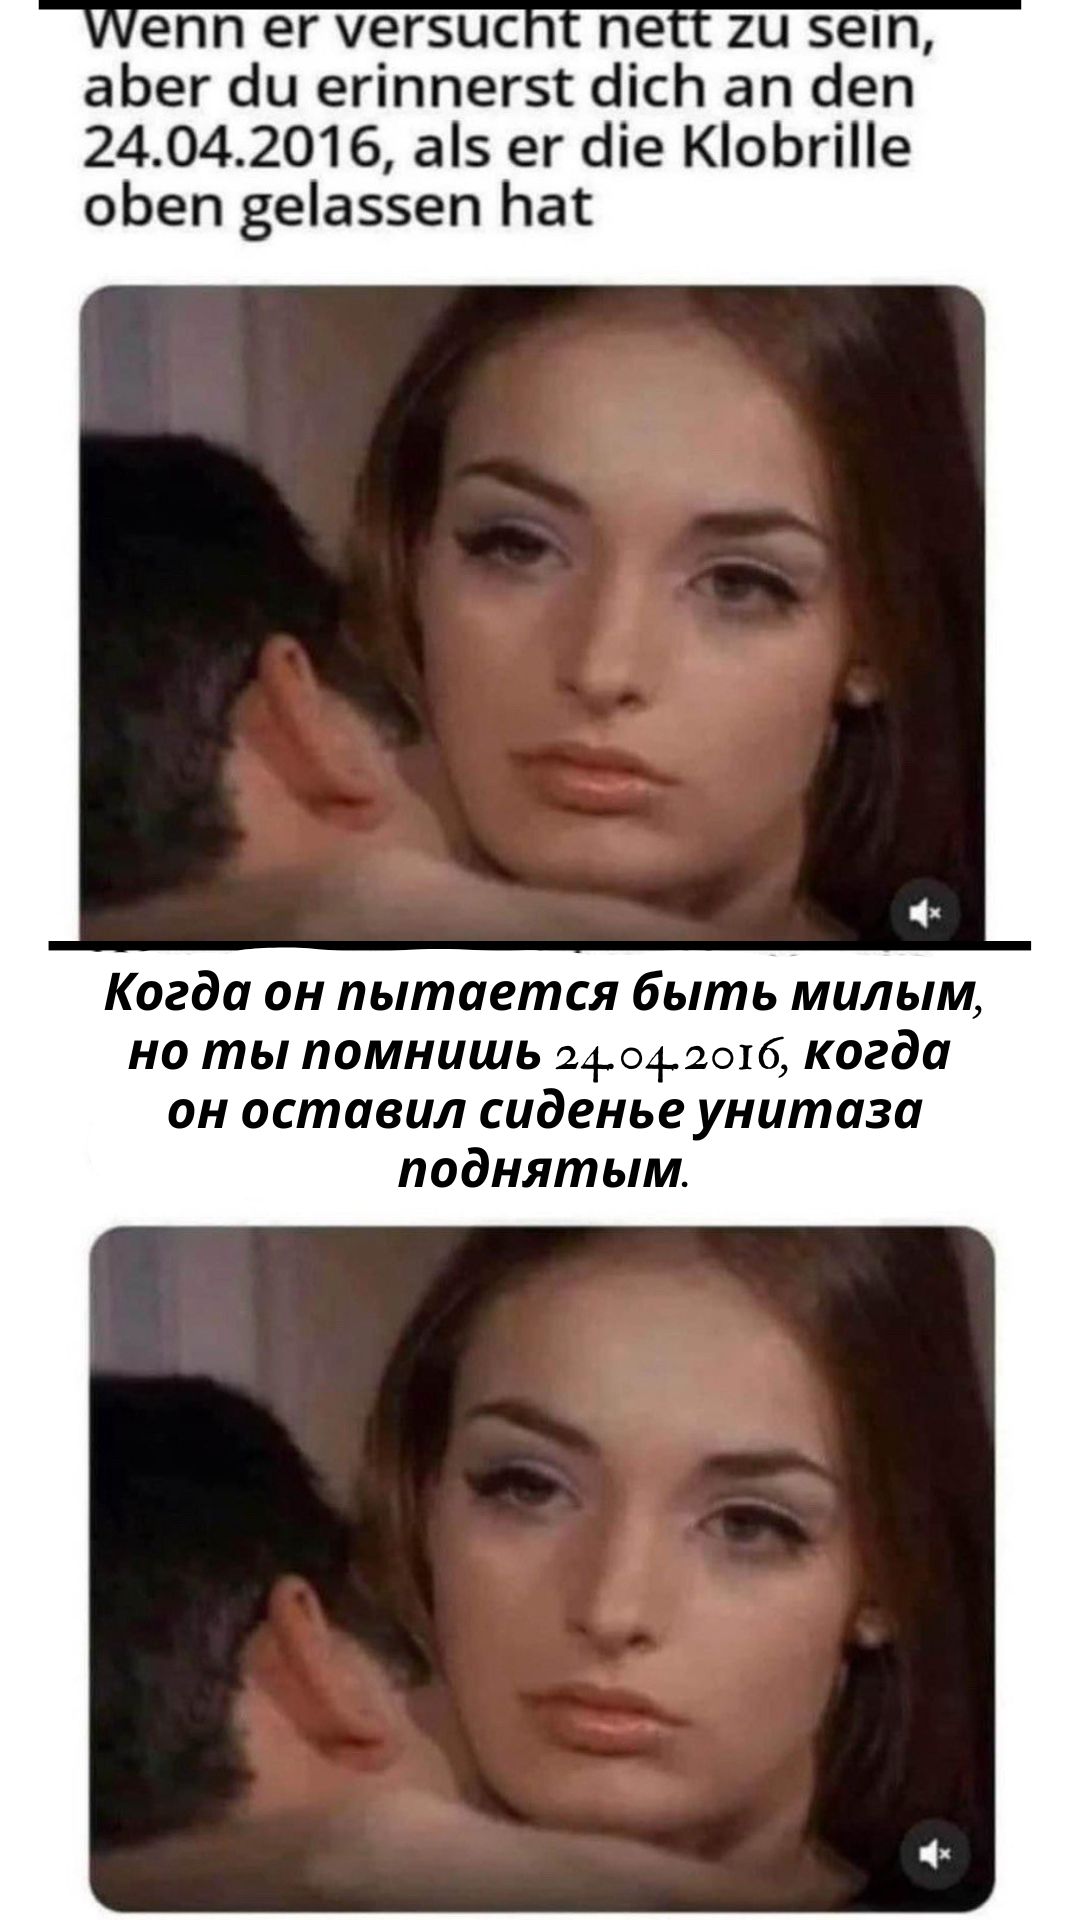 Wenn er versucht nett zu sein,
aber du erinnerst dich an den
24.04.2016, als er die Klobrille
oben gelassen hat
Когда он пытается быть милым,
но ты помнишь 24.04.2016, когда
он оставил сиденье унитаза
поднятым.